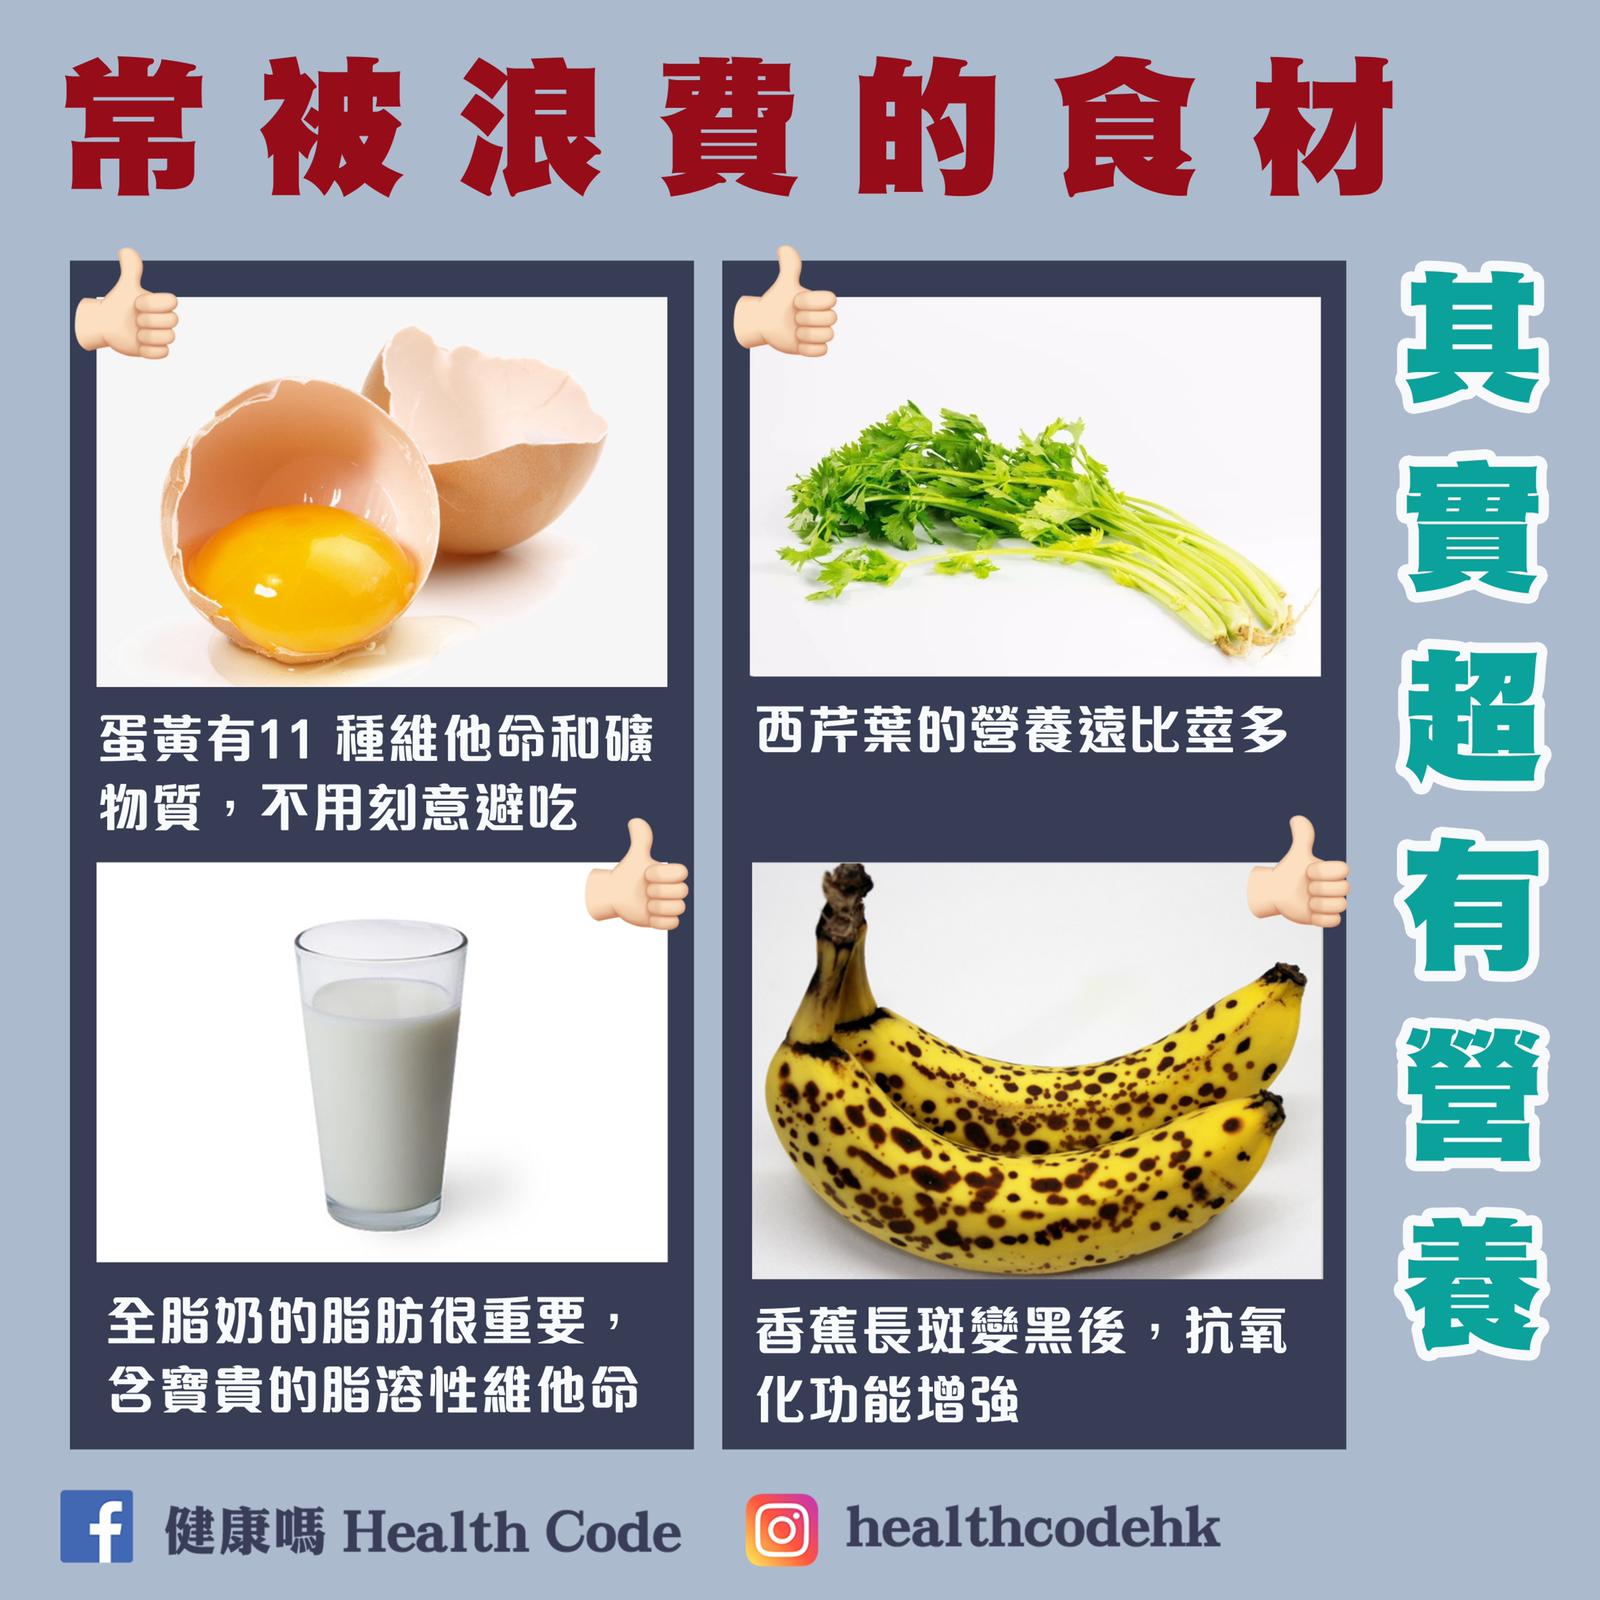 常被浪費的食材
其實超有營養
蛋黃有11 種維他命和礦
物質，不用刻意避吃
西芹葉的營養遠比莖多
全脂奶的脂肪很重要，
含寶貴的脂溶性維他命
香蕉長斑變黑後，抗氧
化功能增強
健康嗎 Health Code
healthcodehk